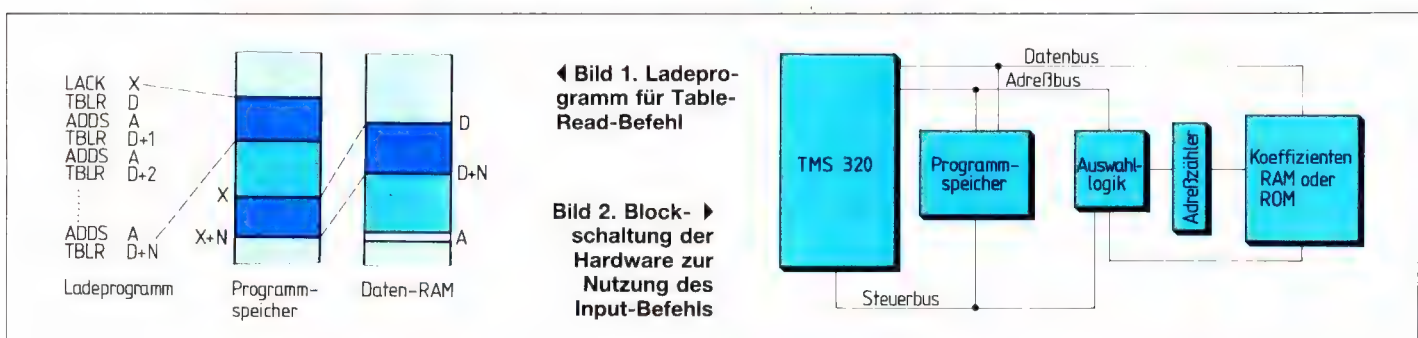 LACK X
TBLR D
ADDS A
TBLR D+1
ADDS A
TBLR D+2
ADDS A
TBLR D+N
Ladeprogramm
X
X+N
Programm-
speicher
D
D+N
A
Daten-RAM
◀ Bild 1. Ladepro-
gramm für Table-
Read-Befehl
Bild 2. Block- ▶
schaltung der
Hardware zur
Nutzung des
Input-Befehls
TMS 320
Datenbus
Adreßbus
Programm-
speicher
Auswahl-
logik
Adreßzähler
Koeffizienten
RAM oder
ROM
Steuerbus